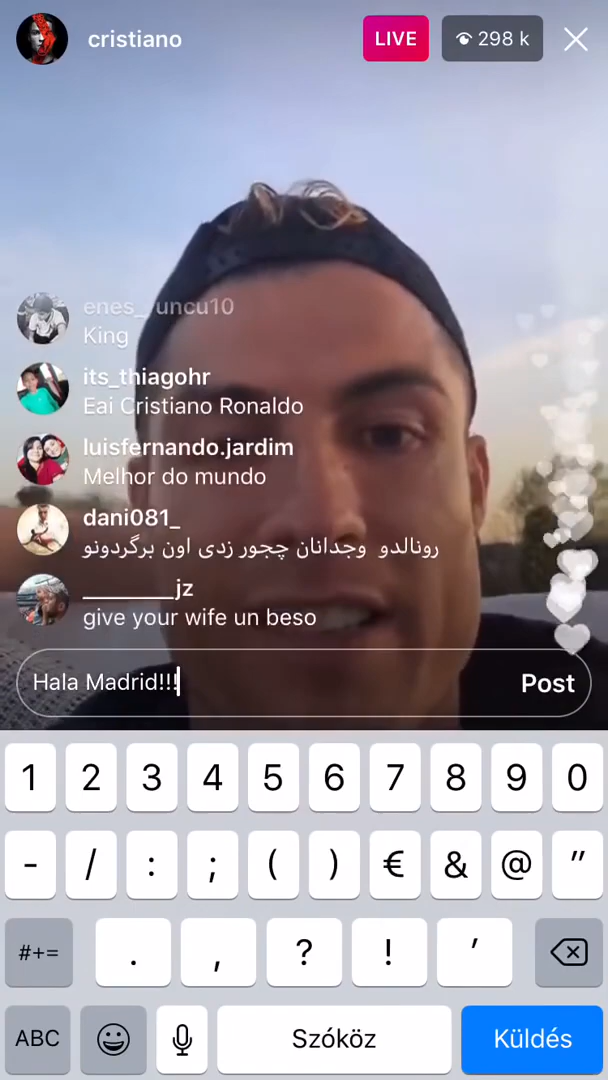 cristiano
LIVE
298 k
enes_
uncu10
King
its_thiagohr
Eai Cristiano Ronaldo
luisfernando.jardim
Melhor do mundo
dani081_
رونالدو وجدانان چجور زدی اون برگردونو
_________jz
give your wife un beso
Hala Madrid!!!
Post
1 2 3 4 5 6 7 8 9 0
- / : ; ( ) € & @ "
#+= . , ? ! '
ABC Szóköz Küldés